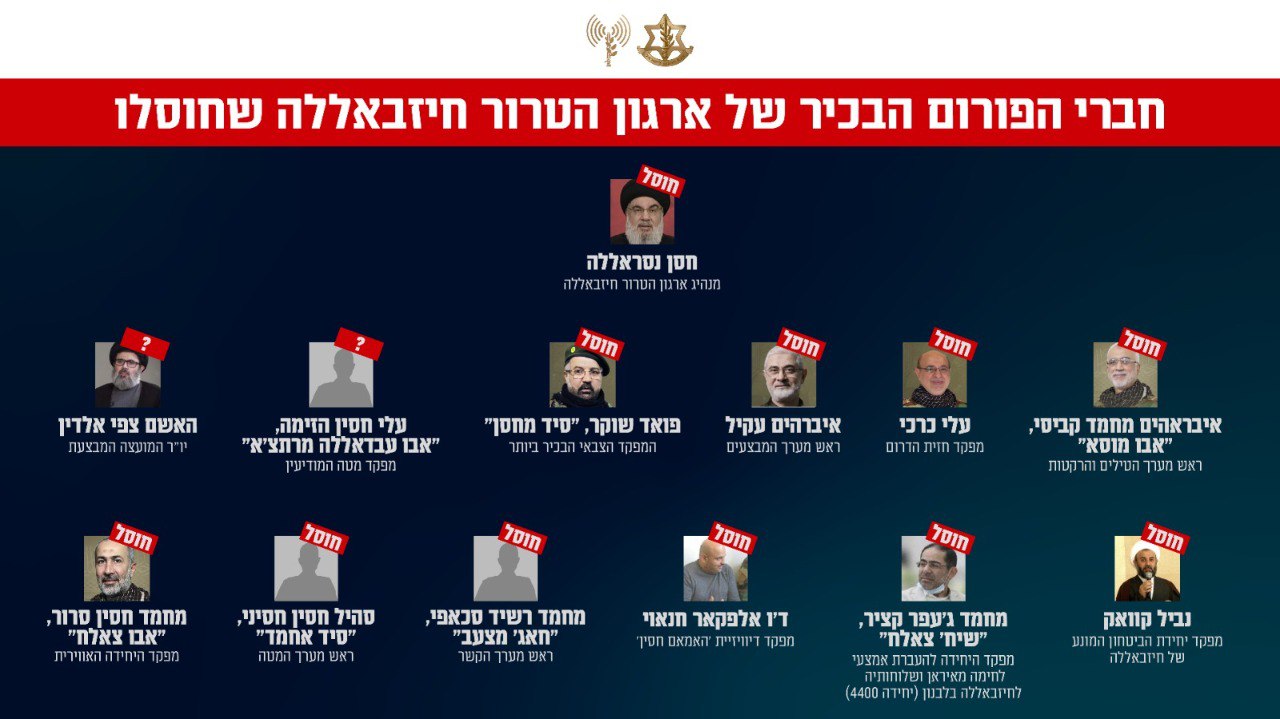 חברי הפורום הבכיר של ארגון הטרור חיזבאללה שחוסלו
חוסל
חסן נסראללה
מנהיג ארגון הטרור חיזבאללה
חוסל
איבראהים מחמד קביסי,
"אבו מוסא"
ראש מערך הטילים והרקטות
חוסל
עלי כרכי
מפקד חזית הדרום
חוסל
איברהים עקיל
ראש מערך המבצעים
חוסל
פואד שוקר, "סיד מחסן"
המפקד הצבאי הבכיר ביותר
?
עלי חסין הזימה,
"אבו עבדאללה מרתצ'א"
מפקד מטה המודיעין
?
האשם צפי אלדין
יו"ר המועצה המבצעת
חוסל
נביל קוואק
מפקד יחידת הביטחון המונע
של חיזבאללה
חוסל
מחמד ג'עפר קציר,
"שיח' צאלח"
מפקד היחידה להעברת אמצעי
לחימה מאיראן ושלוחותיה
לחיזבאללה בלבנון (יחידה 4400)
חוסל
ד'ו אלפקאר חנאוי
מפקד דיוויזיית 'האמאם חסין'
חוסל
מחמד רשיד סכאפי,
"חאג' מצעב"
ראש מערך הקשר
חוסל
סהיל חסין חסיני,
"סיד אחמד"
ראש מערך המטה
חוסל
מחמד חסין סרור,
"אבו צאלח"
מפקד היחידה האווירית